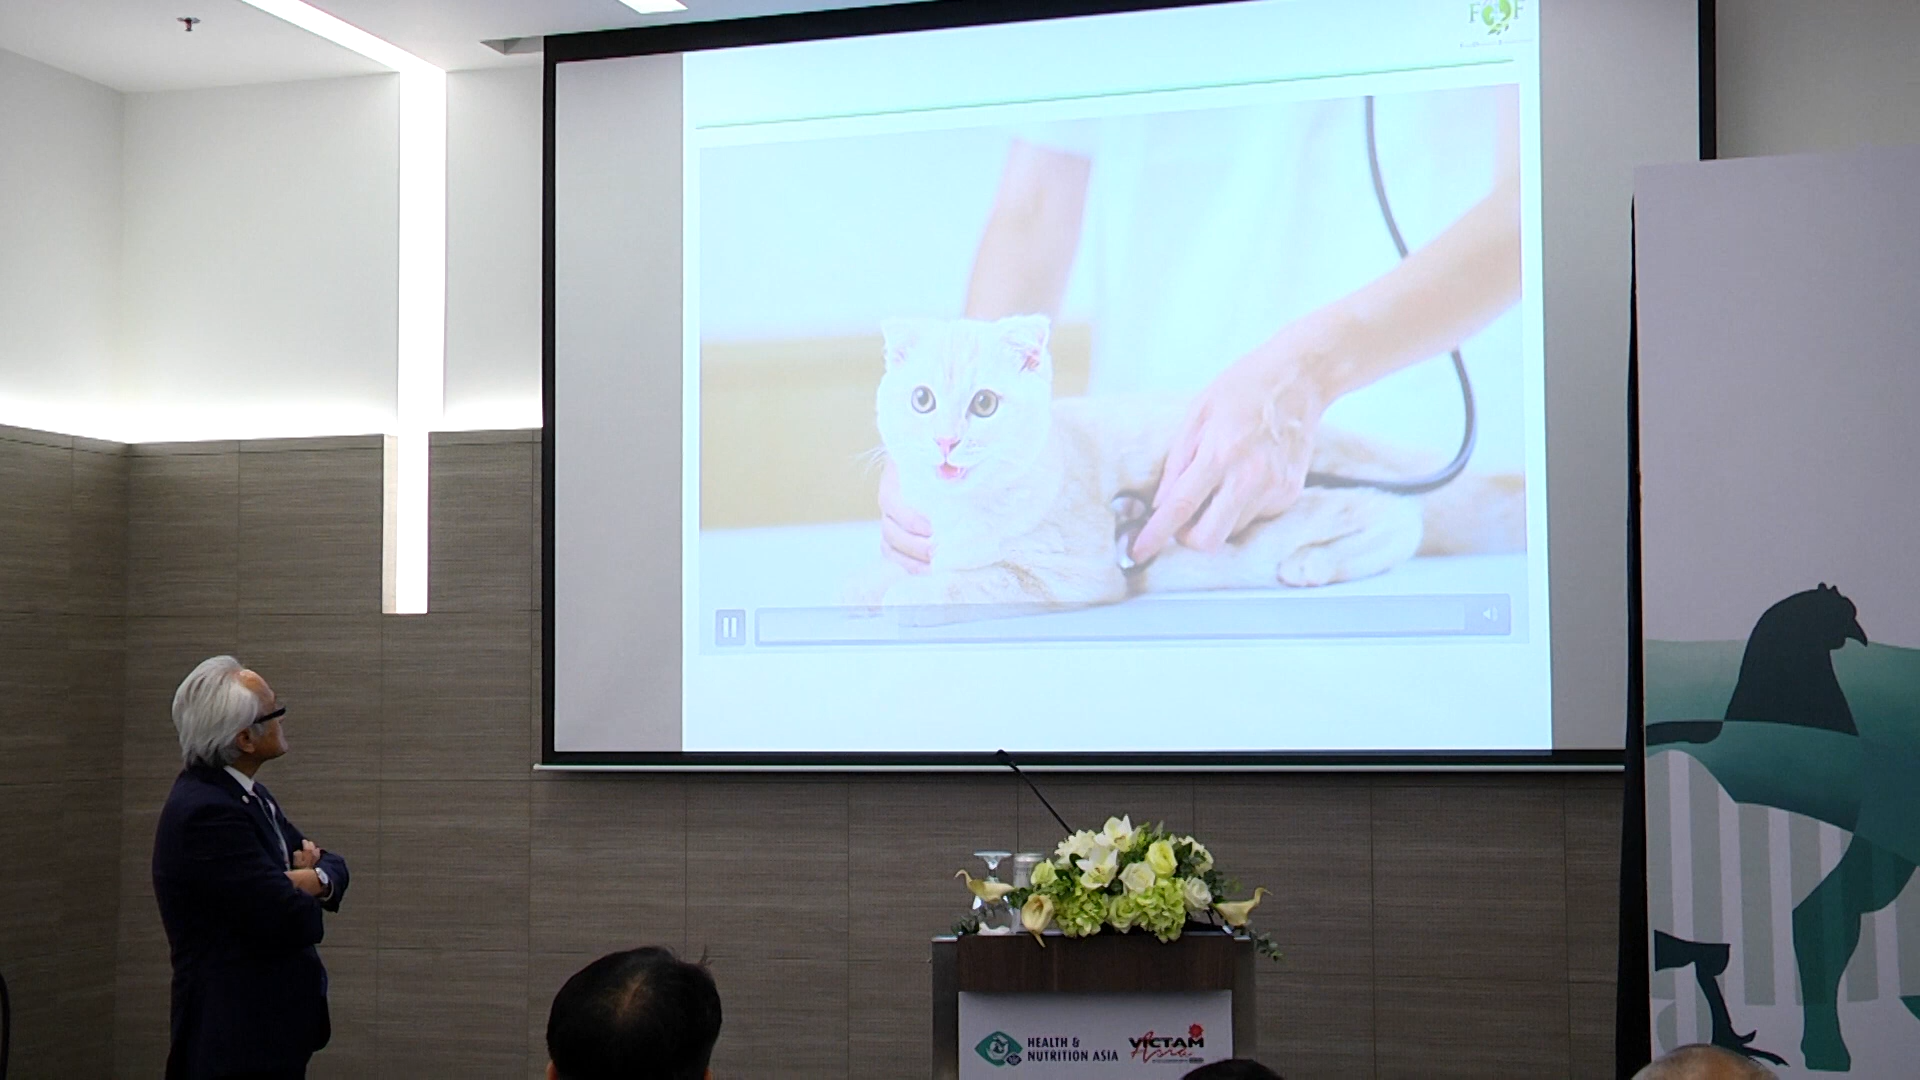 F F
HEALTH &
NUTRITION ASIA
VICTAM
Asia